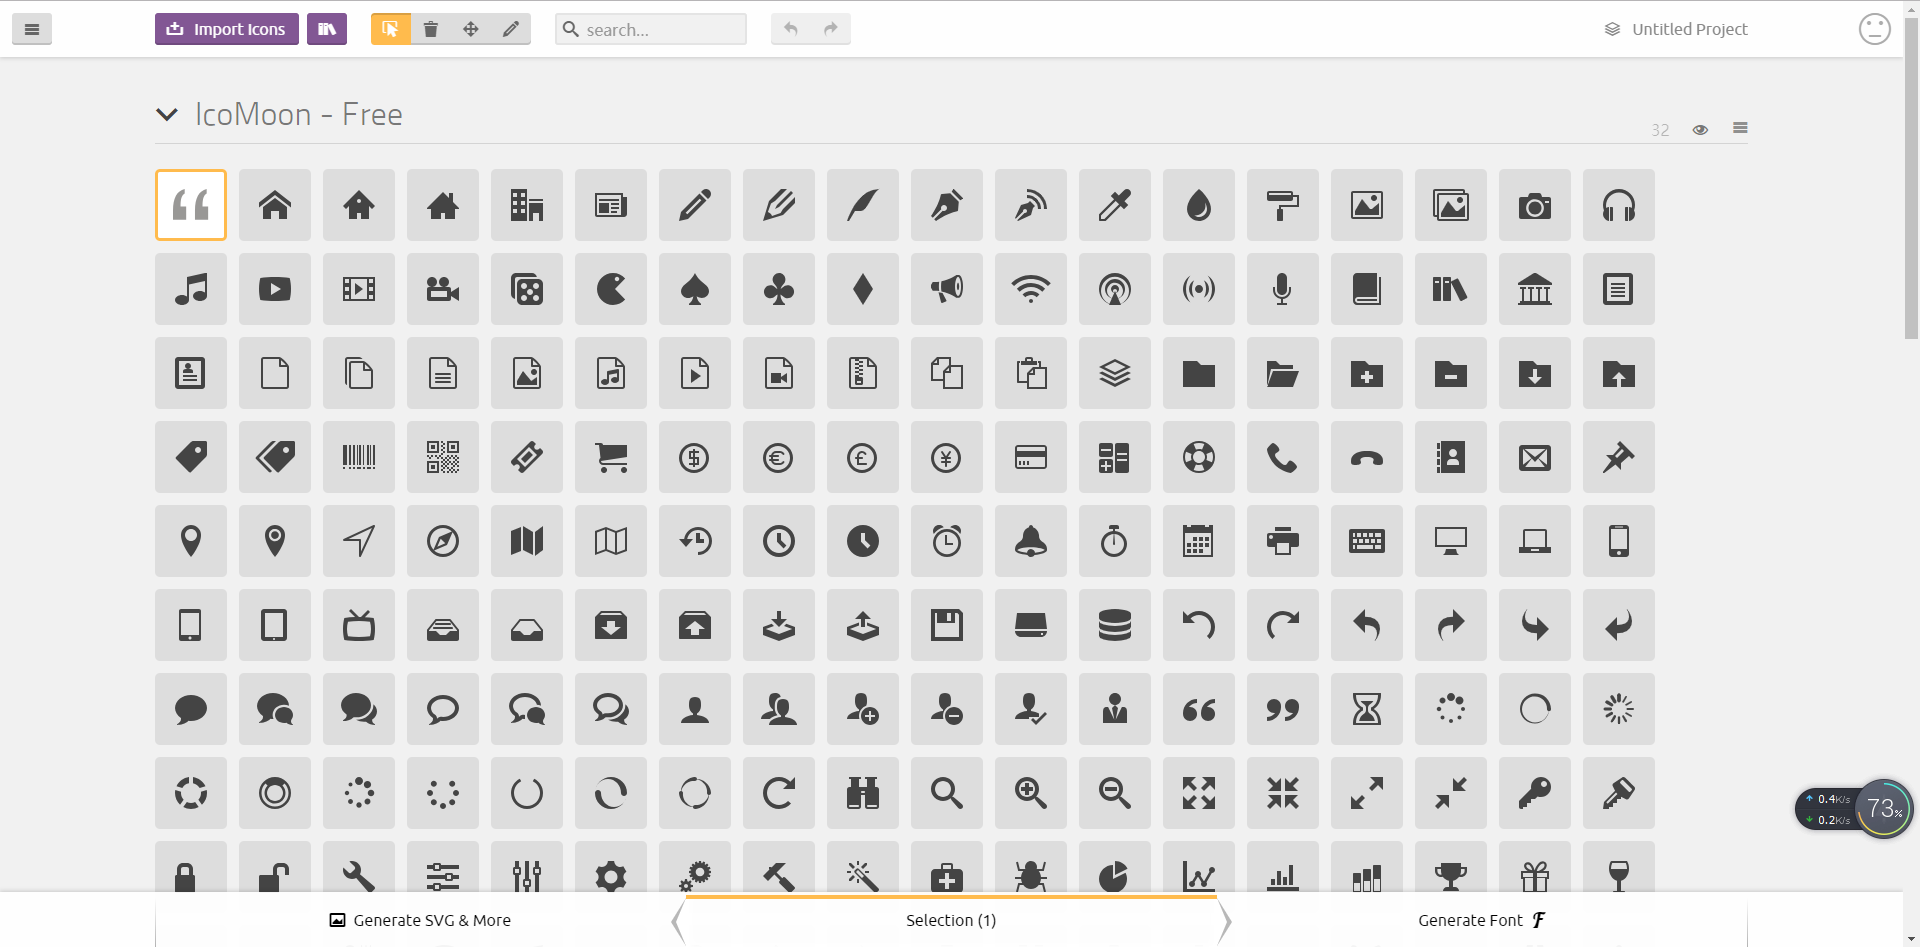 Import Icons
search...
Untitled Project
IcoMoon - Free
32
0.4K/s
0.2K/s
73%
Generate SVG & More
Selection (1)
Generate Font